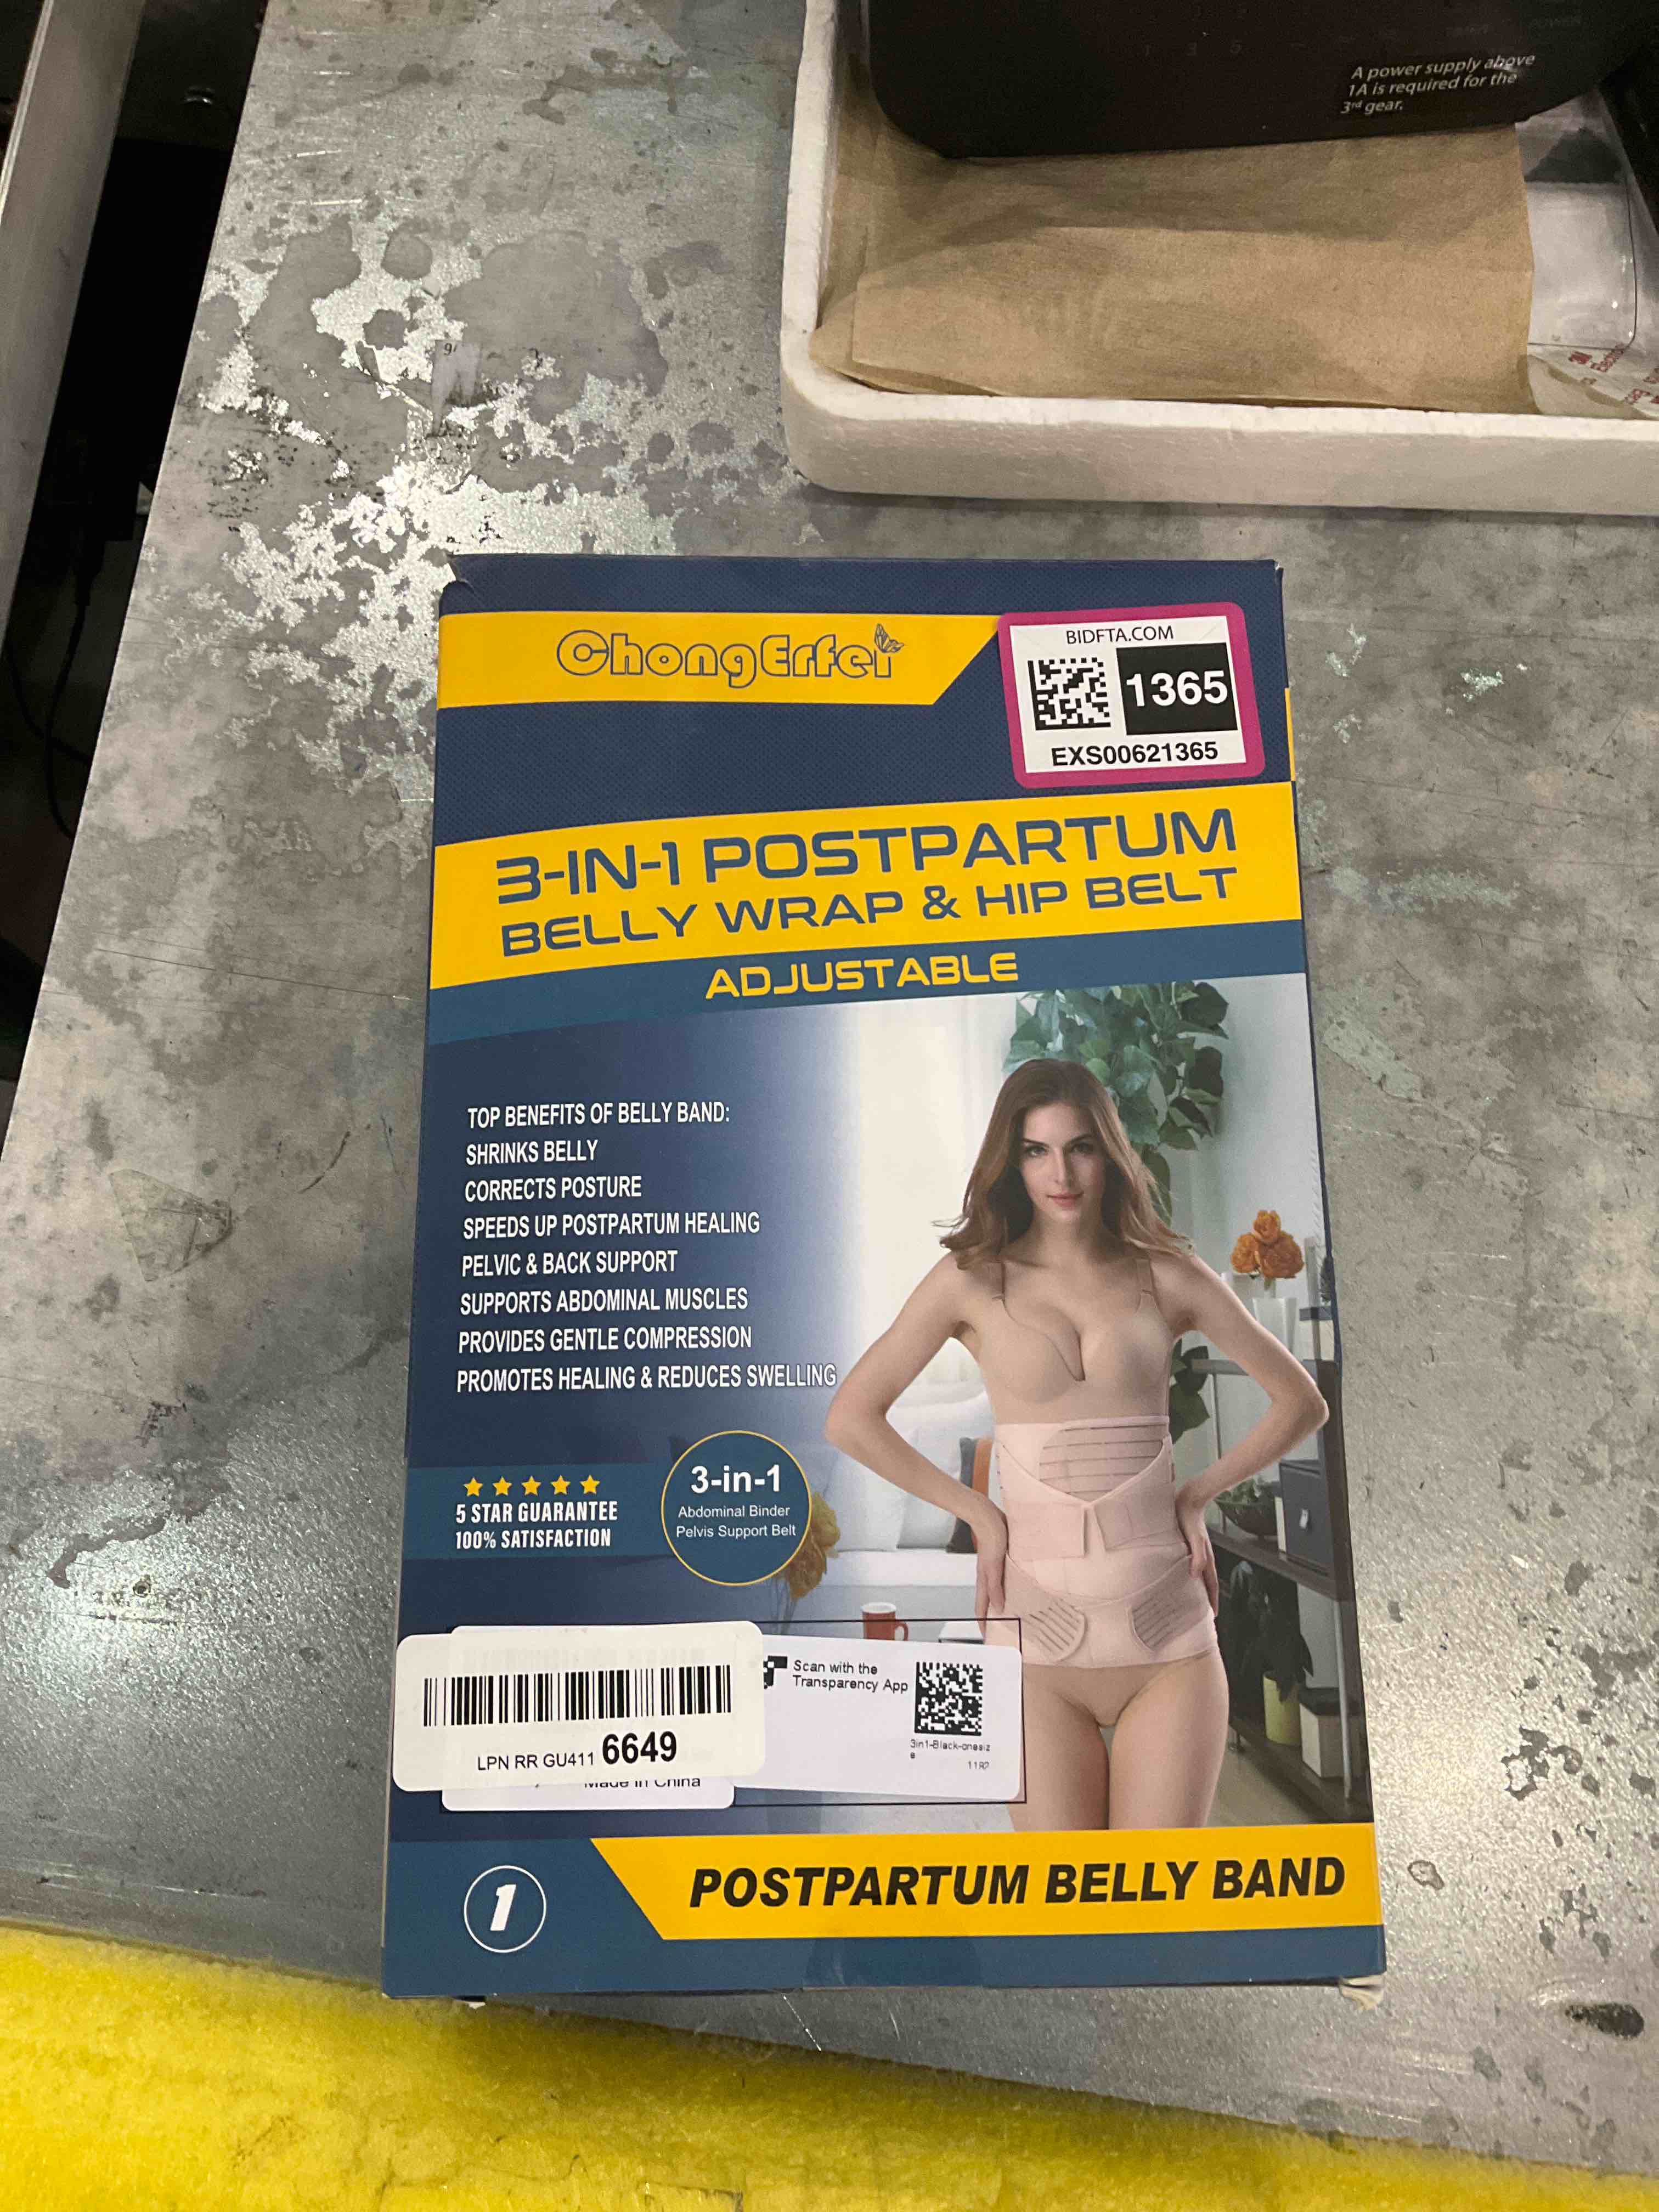 A power supply above
1A is required for the
3rd gear.
ChongErfei
BIDFTA.COM
1365
EXS00621365
3-IN-1 POSTPARTUM
BELLY WRAP & HIP BELT
ADJUSTABLE
TOP BENEFITS OF BELLY BAND:
SHRINKS BELLY
CORRECTS POSTURE
SPEEDS UP POSTPARTUM HEALING
PELVIC & BACK SUPPORT
SUPPORTS ABDOMINAL MUSCLES
PROVIDES GENTLE COMPRESSION
PROMOTES HEALING & REDUCES SWELLING
5 STAR GUARANTEE
100% SATISFACTION
3-in-1
Abdominal Binder
Pelvis Support Belt
Scan with the
Transparency App
3in1-Black-onesiz
e
LPN RR GU411 6649
Made in China
1
POSTPARTUM BELLY BAND